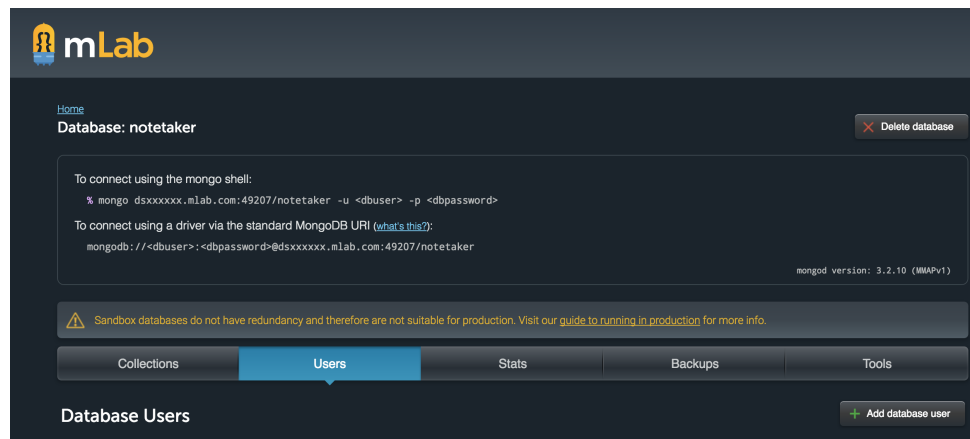 mLab
Home
Database: notetaker
Delete database
To connect using the mongo shell:
% mongo dsxxxxxx.mlab.com:49207/notetaker -u <dbuser> -p <dbpassword>
To connect using a driver via the standard MongoDB URI (what's this?):
mongodb://<dbuser>:<dbpassword>@dsxxxxxx.mlab.com:49207/notetaker
mongod version: 3.2.10 (MMAPv1)
Sandbox databases do not have redundancy and therefore are not suitable for production. Visit our guide to running in production for more info.
Collections Users Stats Backups Tools
Database Users
+ Add database user